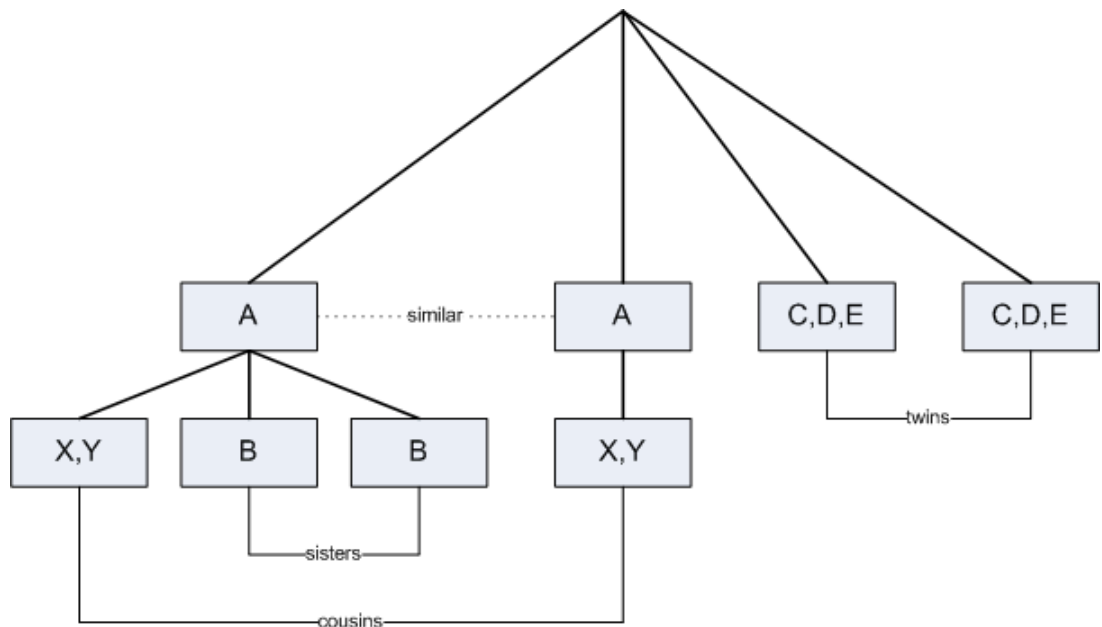 A
similar
A
C,D,E
C,D,E
X,Y
B
B
X,Y
twins
sisters
cousins